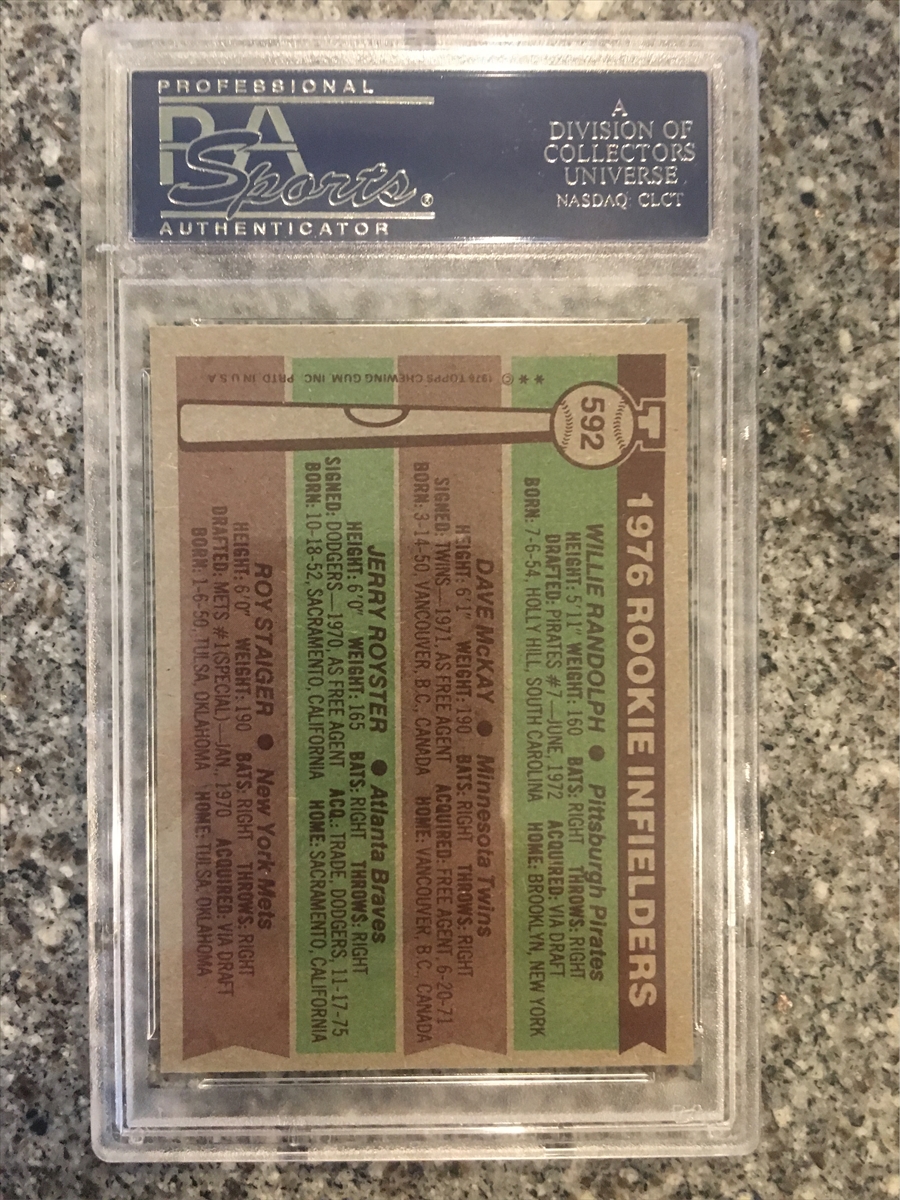 PROFESSIONAL
PSA
Sports®
AUTHENTICATOR
A
DIVISION OF
COLLECTORS
UNIVERSE
NASDAQ: CLCT
592
T
1976 ROOKIE INFIELDERS
WILLIE RANDOLPH ● Pittsburgh Pirates
HEIGHT: 5'11" WEIGHT: 160 BATS: RIGHT THROWS: RIGHT
DRAFTED: PIRATES #7—JUNE, 1972 ACQUIRED: VIA DRAFT
BORN: 7-6-54, HOLLY HILL, SOUTH CAROLINA HOME: BROOKLYN, NEW YORK
DAVE McKAY ● Minnesota Twins
HEIGHT: 6'1" WEIGHT: 190 BATS: RIGHT THROWS: RIGHT
SIGNED: TWINS—1971, AS FREE AGENT ACQUIRED: FREE AGENT, 6-20-71
BORN: 3-14-50, VANCOUVER, B.C., CANADA HOME: VANCOUVER, B.C., CANADA
JERRY ROYSTER ● Atlanta Braves
HEIGHT: 6'0" WEIGHT: 165 BATS: RIGHT THROWS: RIGHT
SIGNED: DODGERS—1970, AS FREE AGENT ACQ.: TRADE, DODGERS, 11-17-75
BORN: 10-18-52, SACRAMENTO, CALIFORNIA HOME: SACRAMENTO, CALIFORNIA
ROY STAIGER ● New York Mets
HEIGHT: 6'0" WEIGHT: 190 BATS: RIGHT THROWS: RIGHT
DRAFTED: METS #1(SPECIAL)—JAN., 1970 ACQUIRED: VIA DRAFT
BORN: 1-6-50, TULSA, OKLAHOMA HOME: TULSA, OKLAHOMA
** © 1976 TOPPS CHEWING GUM, INC. PRTD. IN U.S.A.